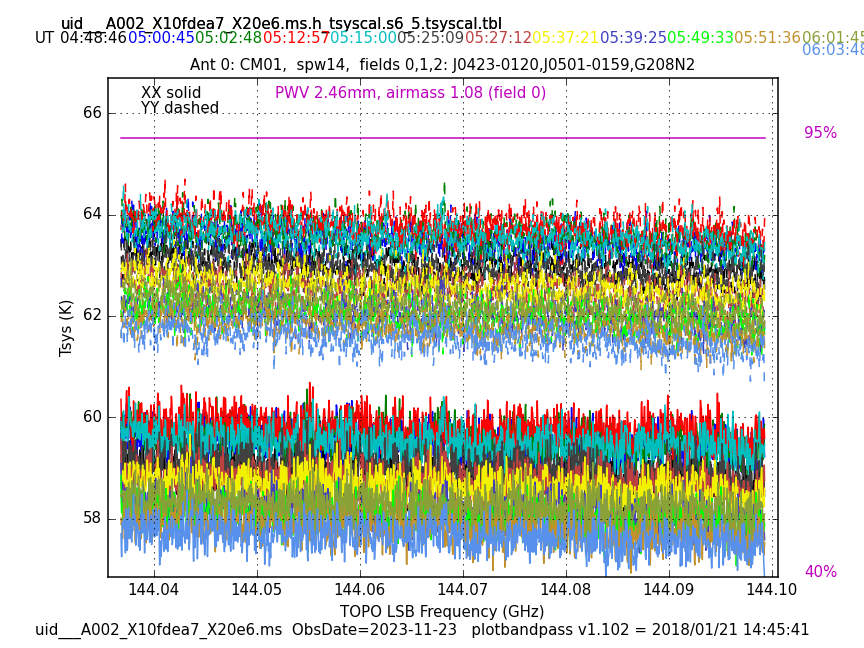 uid___A002_X10fdea7_X20e6.ms.h_tsyscal.s6_5.tsyscal.tbl
UT 04:48:46 05:00:45 05:02:48 05:12:57 05:15:00 05:25:09 05:27:12 05:37:21 05:39:25 05:49:33 05:51:36 06:01:45
06:03:48
Ant 0: CM01,  spw14,  fields 0,1,2: J0423-0120,J0501-0159,G208N2
XX solid
PWV 2.46mm, airmass 1.08 (field 0)
YY dashed
66
95%
64
62
Tsys (K)
60
58
40%
144.04 144.05 144.06 144.07 144.08 144.09 144.10
TOPO LSB Frequency (GHz)
uid___A002_X10fdea7_X20e6.ms  ObsDate=2023-11-23   plotbandpass v1.102 = 2018/01/21 14:45:41